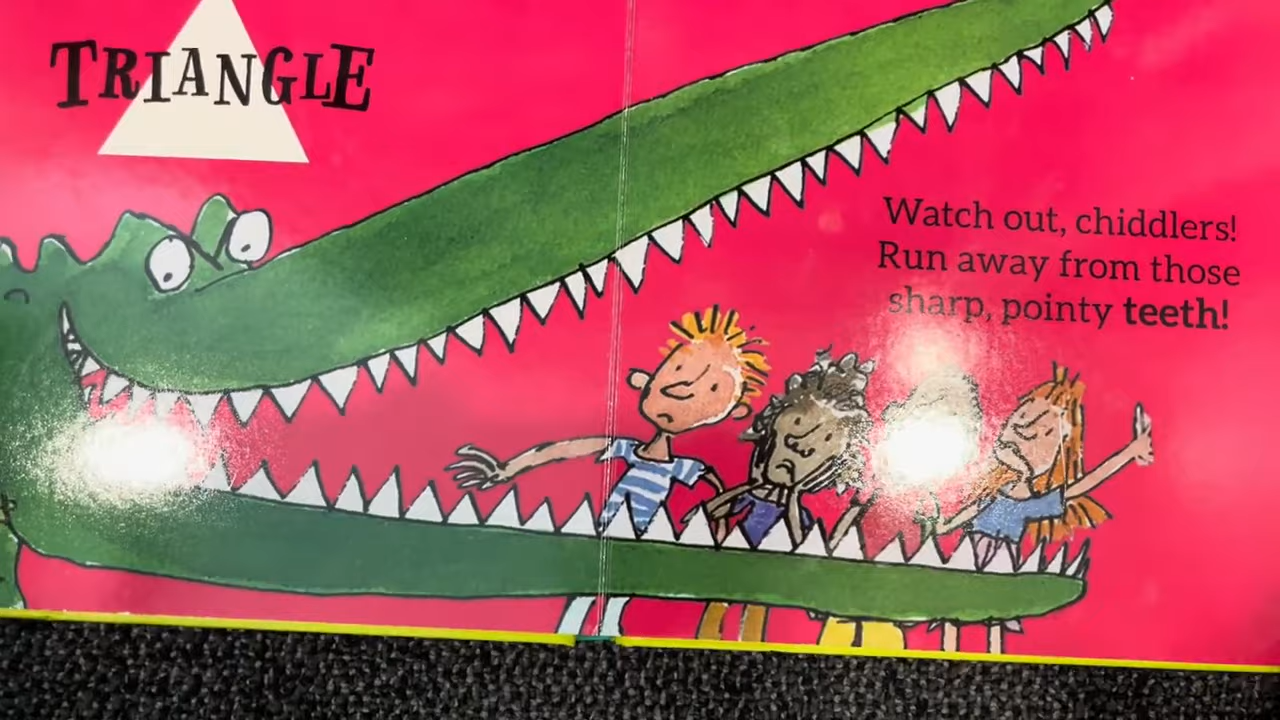 TRIANGLE
Watch out, chiddlers!
Run away from those
sharp, pointy teeth!